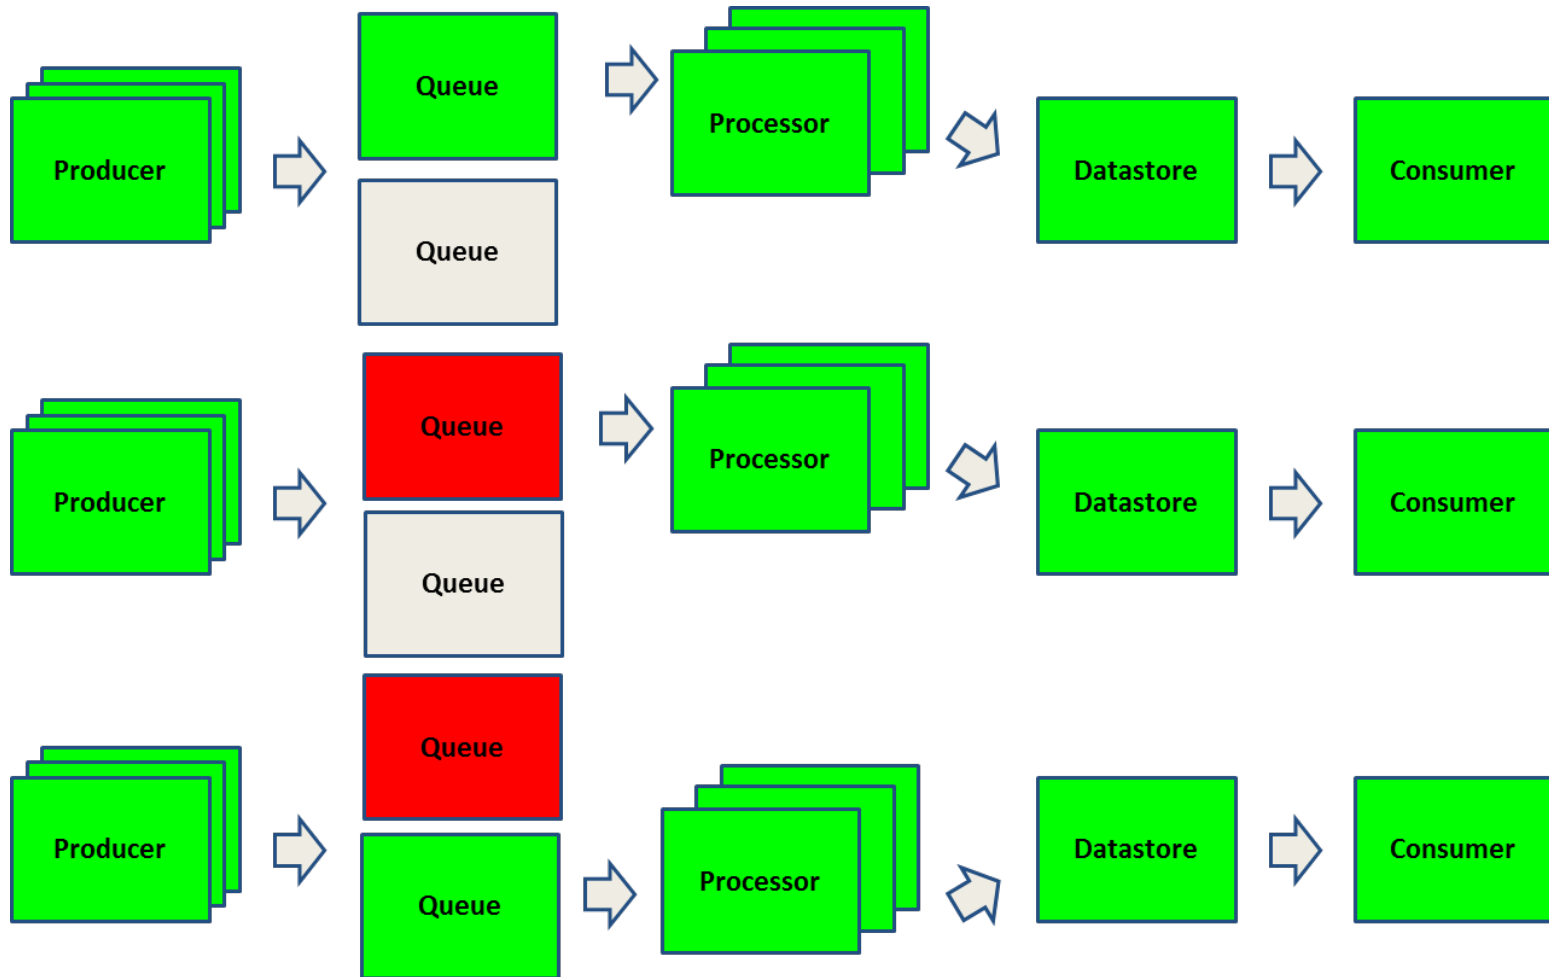 Producer
Queue
Queue
Processor
Datastore
Consumer
Producer
Queue
Queue
Processor
Datastore
Consumer
Producer
Queue
Queue
Processor
Datastore
Consumer